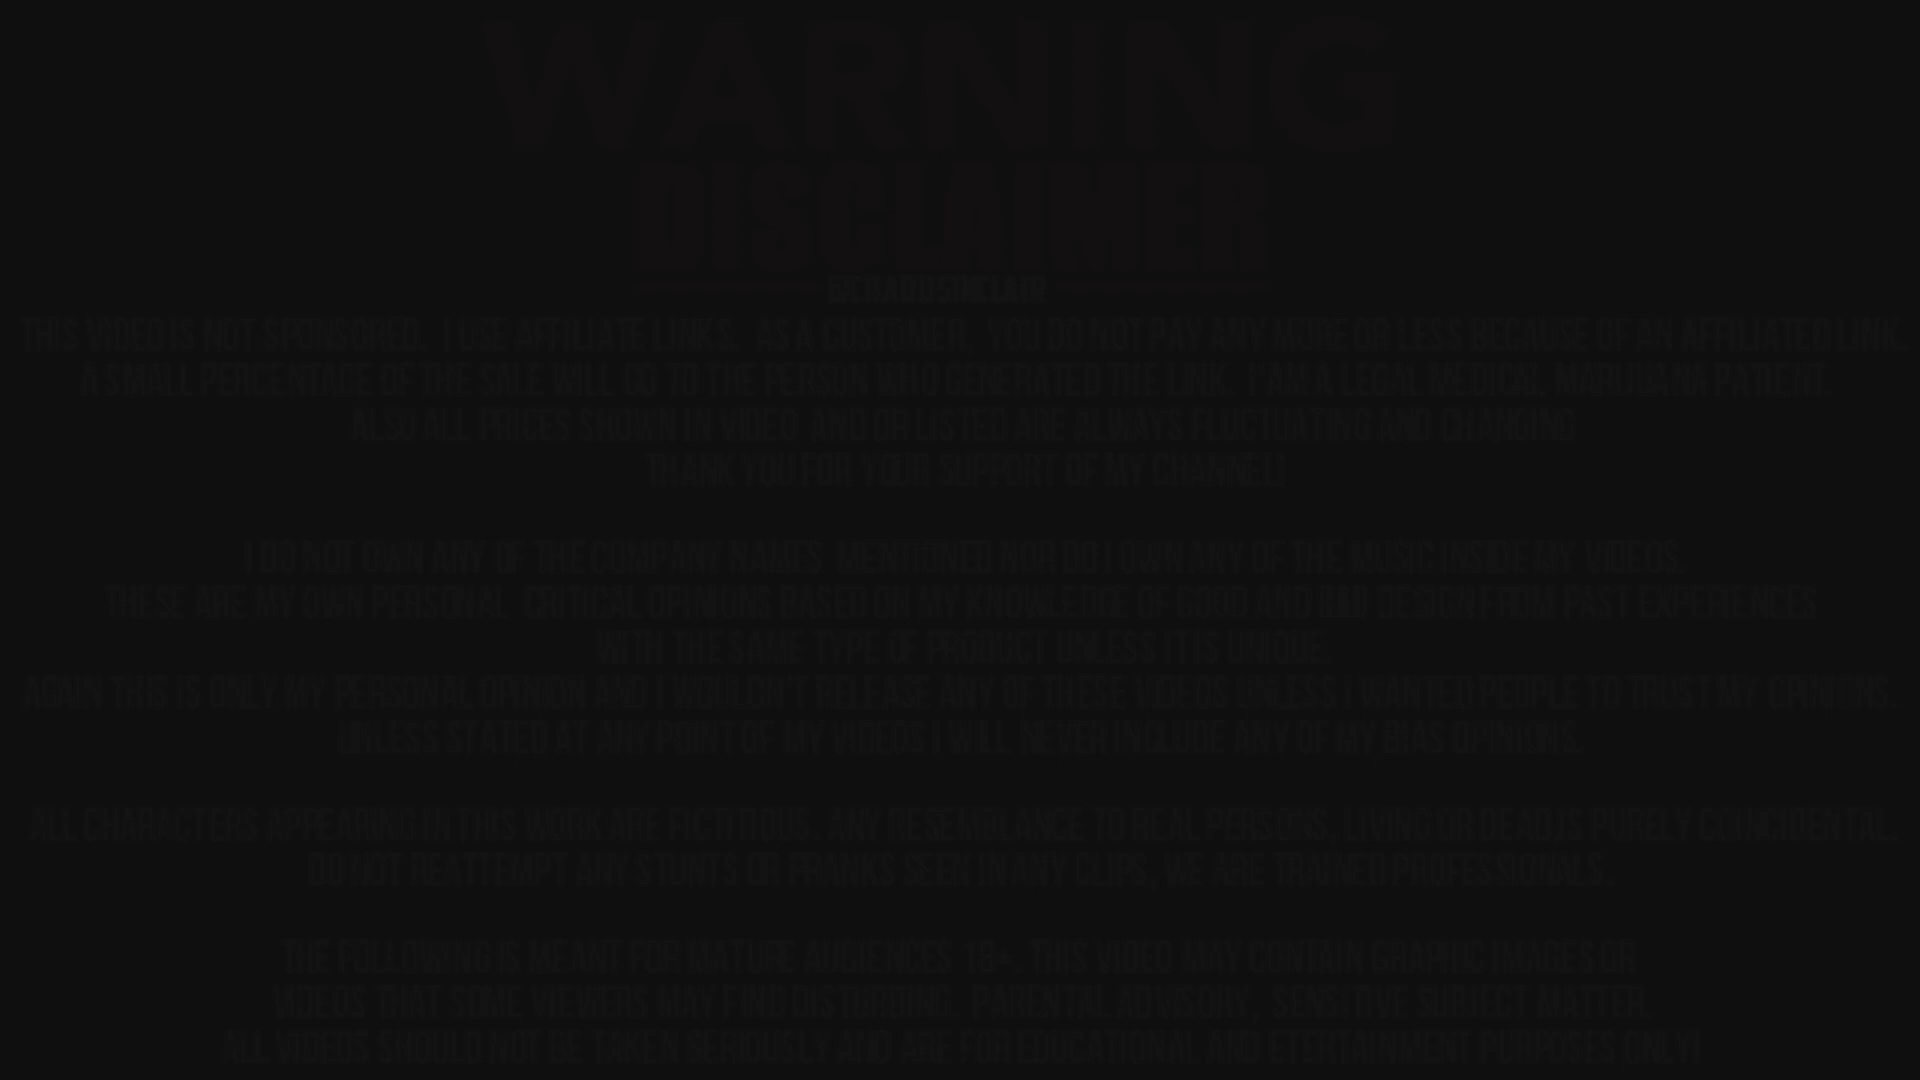 WARNING
DISCLAIMER
THIS VIDEO IS NOT SPONSORED. I USE AFFILIATE LINKS. AS A CUSTOMER, YOU DO NOT PAY ANY MORE OR LESS BECAUSE OF AN AFFILIATED LINK.
A SMALL PERCENTAGE OF THE SALE WILL GO TO THE PERSON WHO GENERATED THE LINK. I AM A LEGAL MEDICAL MARIJUANA PATIENT.
ALSO ALL PRICES SHOWN IN VIDEO AND OR LISTED ARE ALWAYS FLUCTUATING AND CHANGING
THANK YOU FOR YOUR SUPPORT OF MY CHANNEL!
I DO NOT OWN ANY OF THE COMPANY NAMES MENTIONED NOR DO I OWN ANY OF THE MUSIC INSIDE MY VIDEOS.
THESE ARE MY OWN PERSONAL CRITICAL OPINIONS BASED ON MY KNOWLEDGE OF GOOD AND BAD DESIGN FROM PAST EXPERIENCES
WITH THE SAME TYPE OF PRODUCT UNLESS IT IS UNIQUE.
AGAIN THIS IS ONLY MY PERSONAL OPINION AND I WOULDN'T RELEASE ANY OF THESE VIDEOS UNLESS I WANTED PEOPLE TO TRUST MY OPINIONS.
UNLESS STATED AT ANY POINT OF MY VIDEOS I WILL NEVER INCLUDE ANY OF MY BIAS OPINIONS.
ALL CHARACTERS APPEARING IN THIS WORK ARE FICTITIOUS. ANY RESEMBLANCE TO REAL PERSONS, LIVING OR DEAD, IS PURELY COINCIDENTAL.
DO NOT REATTEMPT ANY STUNTS OR PRANKS SEEN IN ANY CLIPS, WE ARE TRAINED PROFESSIONALS.
THE FOLLOWING IS MEANT FOR MATURE AUDIENCES 18+. THIS VIDEO MAY CONTAIN GRAPHIC IMAGES OR
VIDEOS THAT SOME VIEWERS MAY FIND DISTURBING. PARENTAL ADVISORY, SENSITIVE SUBJECT MATTER.
ALL VIDEOS SHOULD NOT BE TAKEN SERIOUSLY AND ARE FOR EDUCATIONAL AND ETERTAINMENT PURPOSES ONLY!